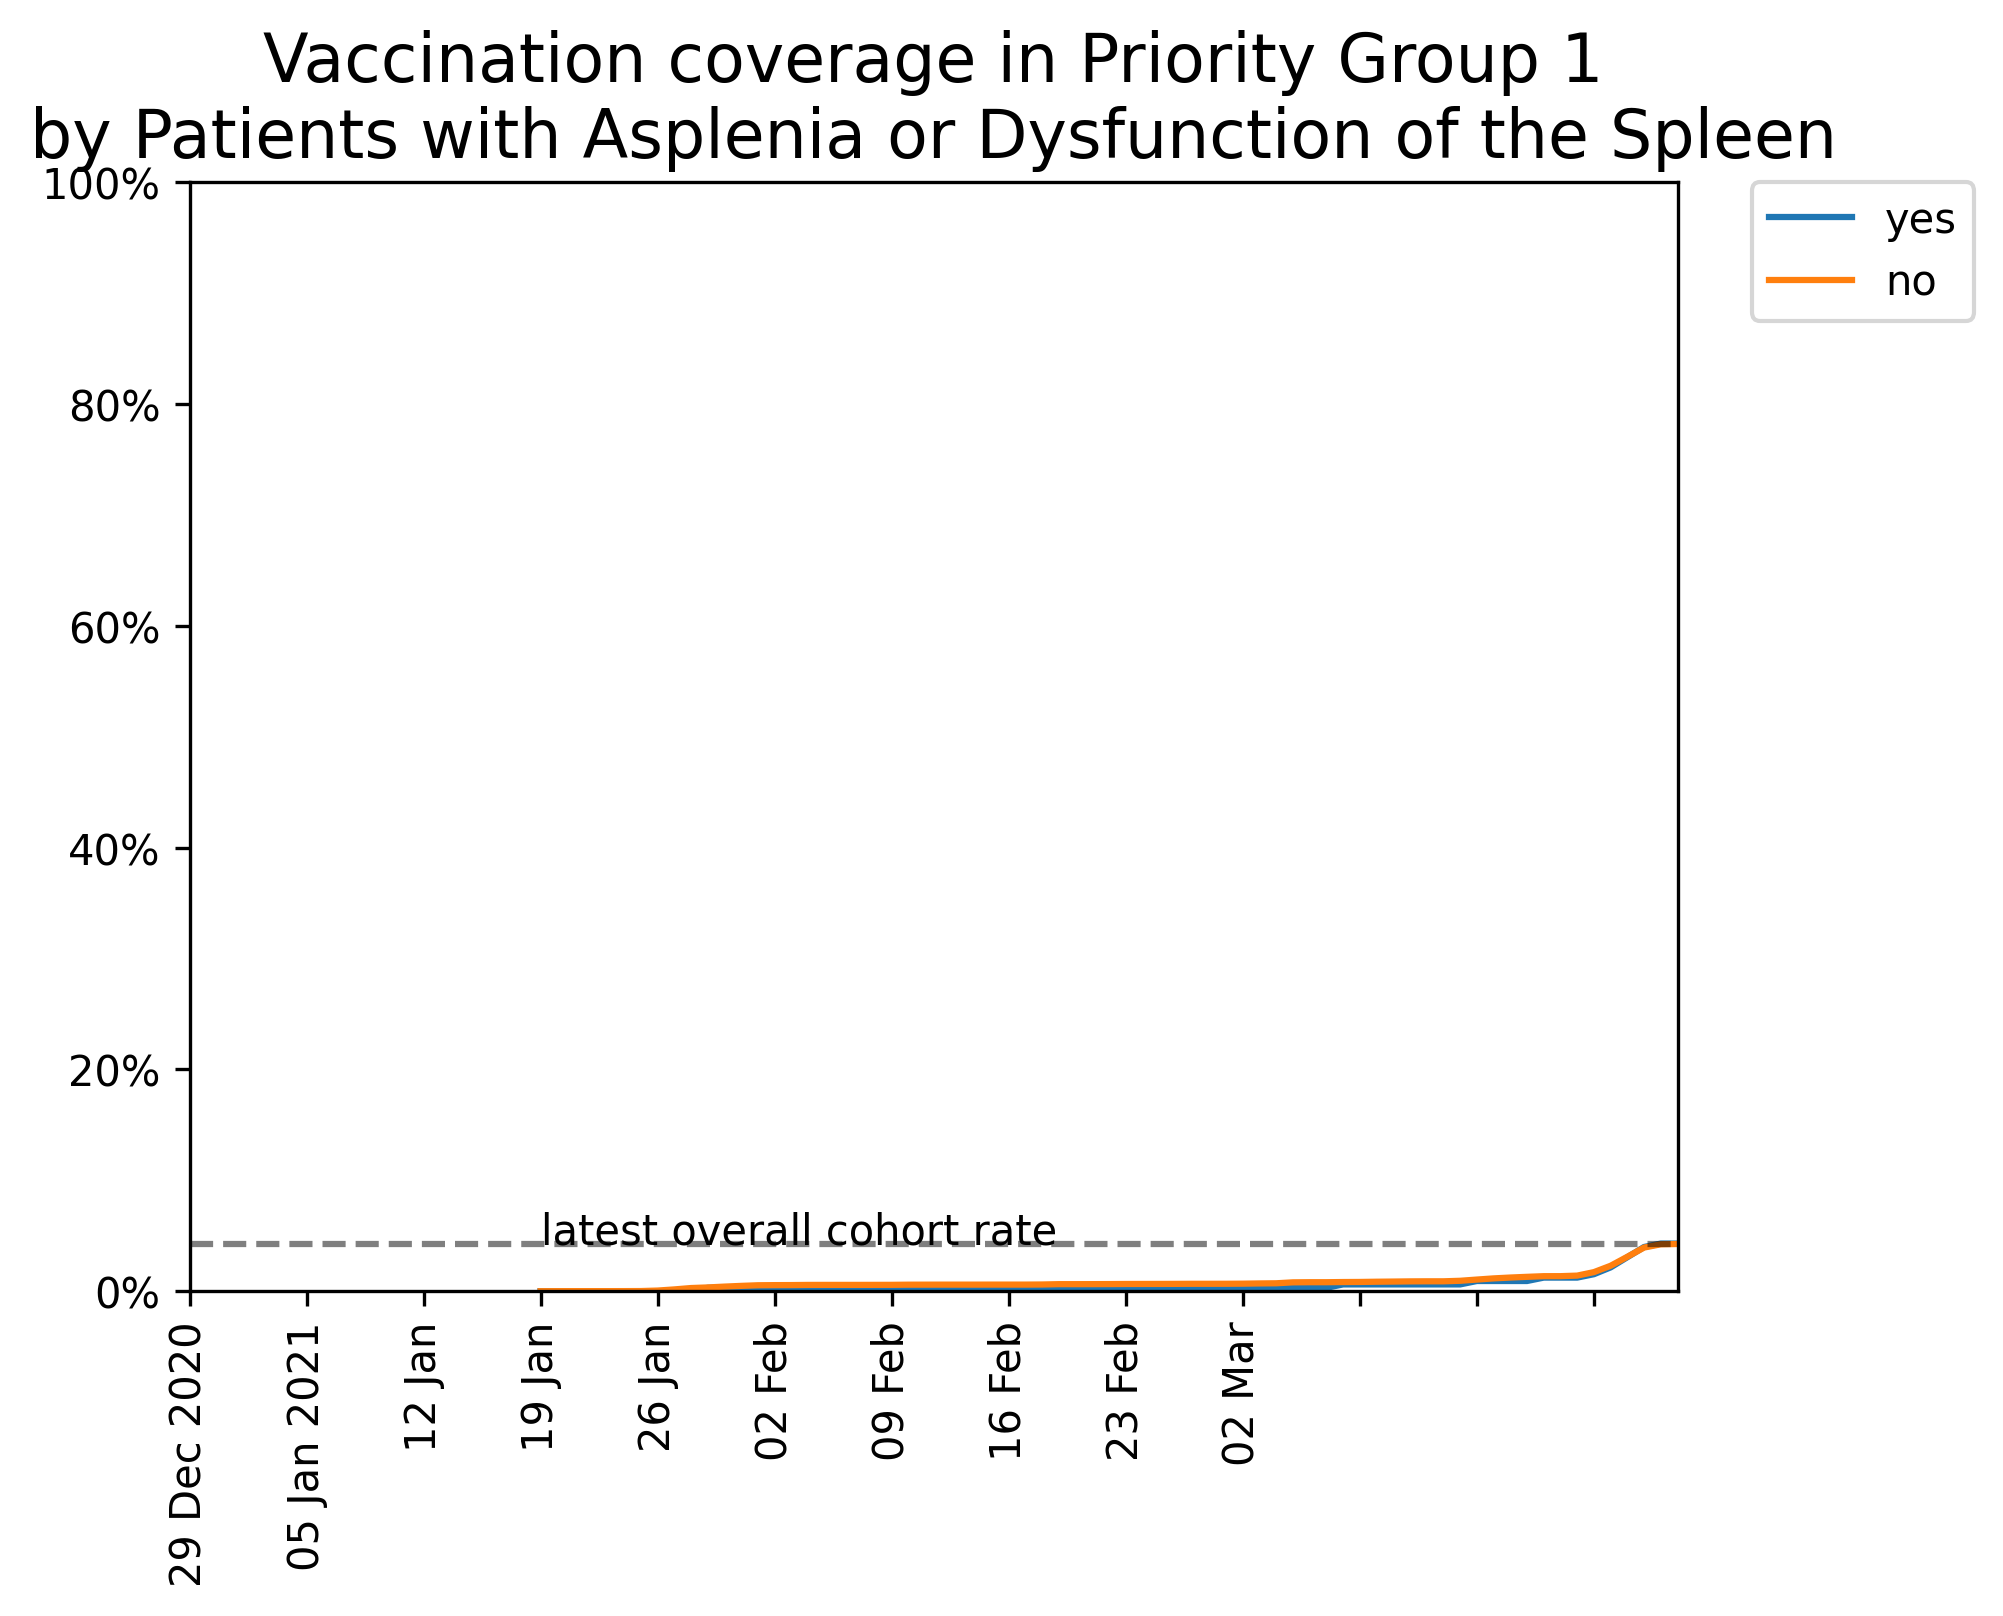 Vaccination coverage in Priority Group 1
by Patients with Asplenia or Dysfunction of the Spleen
100%
80%
60%
40%
20%
0%
latest overall cohort rate
yes
no
29 Dec 2020
05 Jan 2021
12 Jan
19 Jan
26 Jan
02 Feb
09 Feb
16 Feb
23 Feb
02 Mar